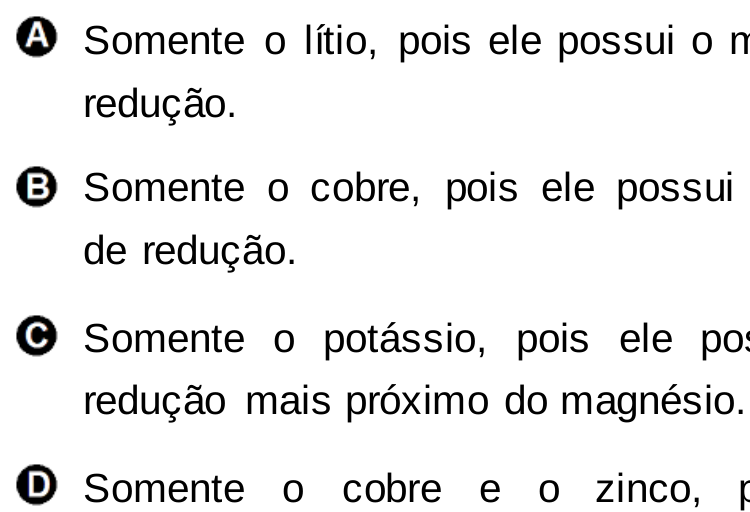 A Somente o lítio, pois ele possui o
redução.
B Somente o cobre, pois ele possui
de redução.
C Somente o potássio, pois ele
redução mais próximo do magnésio.
D Somente o cobre e o zinco,